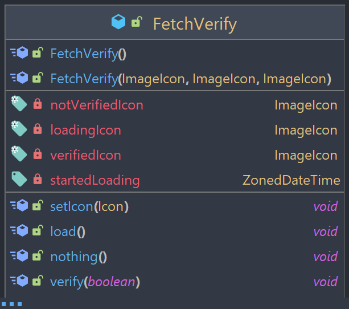 FetchVerify
FetchVerify()
FetchVerify(ImageIcon, ImageIcon, ImageIcon)
notVerifiedIcon ImageIcon
loadingIcon ImageIcon
verifiedIcon ImageIcon
startedLoading ZonedDateTime
setIcon(Icon) void
load() void
nothing() void
verify(boolean) void